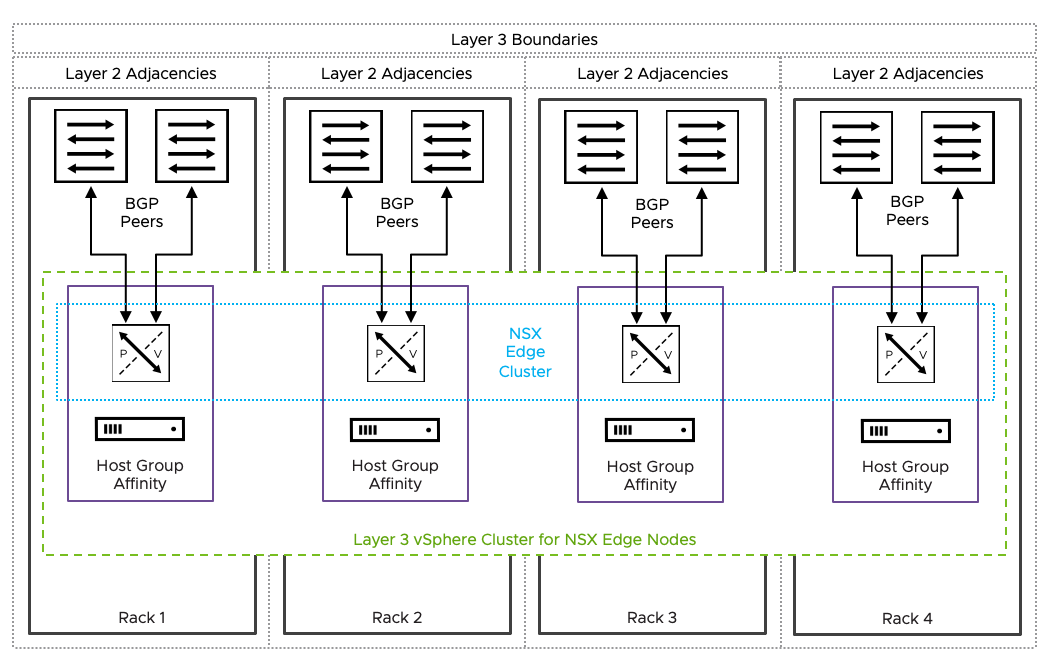 Layer 3 Boundaries
Layer 2 Adjacencies
Layer 2 Adjacencies
Layer 2 Adjacencies
Layer 2 Adjacencies
BGP
Peers
BGP
Peers
BGP
Peers
BGP
Peers
P V
P V
NSX
Edge
Cluster
P V
P V
Host Group
Affinity
Host Group
Affinity
Host Group
Affinity
Host Group
Affinity
Layer 3 vSphere Cluster for NSX Edge Nodes
Rack 1
Rack 2
Rack 3
Rack 4